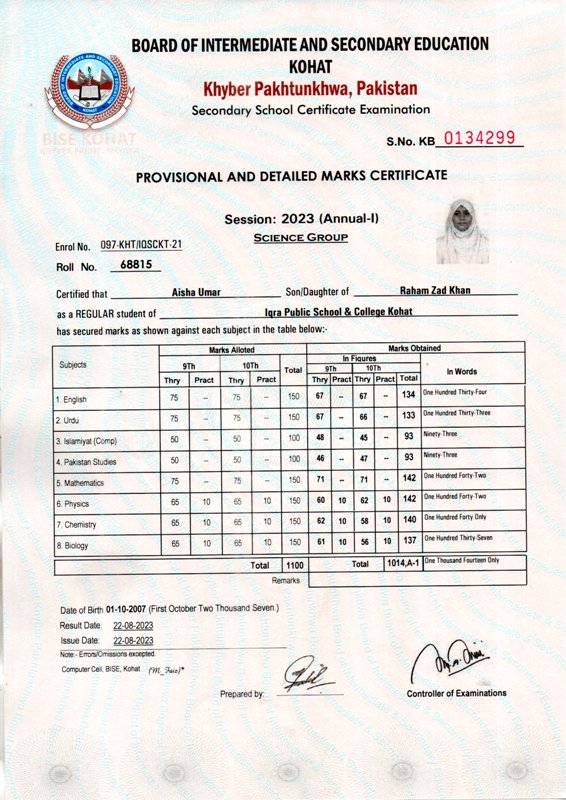 BOARD OF INTERMEDIATE AND SECONDARY EDUCATION
KOHAT
Khyber Pakhtunkhwa, Pakistan
Secondary School Certificate Examination
BISE KOHAT
S.No. KB 0134299
PROVISIONAL AND DETAILED MARKS CERTIFICATE
Session: 2023 (Annual-I)
SCIENCE GROUP
Enrol No. 097-KHT/IQSCKT-21
Roll No. 68815
Certified that Aisha Umar Son/Daughter of Raham Zad Khan
as a REGULAR student of Iqra Public School & College Kohat
has secured marks as shown against each subject in the table below:-
Subjects Marks Alloted Marks Obtained
9Th 10Th Total In Figures In Words
9Th 10Th
Thry Pract Thry Pract Thry Pract Thry Pract Total
1. English 75 -- 75 -- 150 67 -- 67 -- 134 One Hundred Thirty-Four
2. Urdu 75 -- 75 -- 150 67 -- 66 -- 133 One Hundred Thirty-Three
3. Islamiyat (Comp) 50 -- 50 -- 100 48 -- 45 -- 93 Ninety-Three
4. Pakistan Studies 50 -- 50 -- 100 46 -- 47 -- 93 Ninety-Three
5. Mathematics 75 -- 75 -- 150 71 -- 71 -- 142 One Hundred Forty-Two
6. Physics 65 10 65 10 150 60 10 62 10 142 One Hundred Forty-Two
7. Chemistry 65 10 65 10 150 62 10 58 10 140 One Hundred Forty Only
8. Biology 65 10 65 10 150 61 10 56 10 137 One Hundred Thirty-Seven
Total 1100 Total 1014,A-1 One Thousand Fourteen Only
Remarks
Date of Birth 01-10-2007 (First October Two Thousand Seven.)
Result Date: 22-08-2023
Issue Date: 22-08-2023
Note:- Errors/Omissions excepted.
Computer Cell, BISE, Kohat (M_Faiz)*
Prepared by:
Controller of Examinations